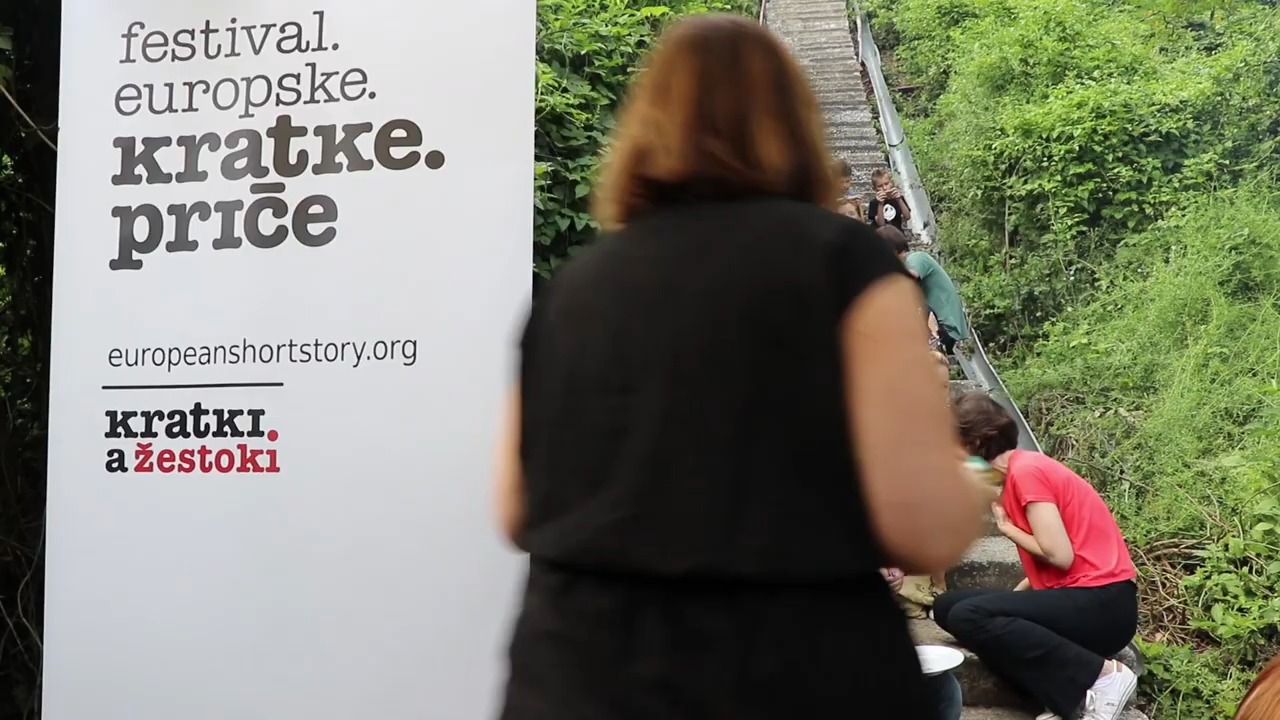 festival.
europske.
kratke.
priče
europeanshortstory.org
kratki.
a žestoki